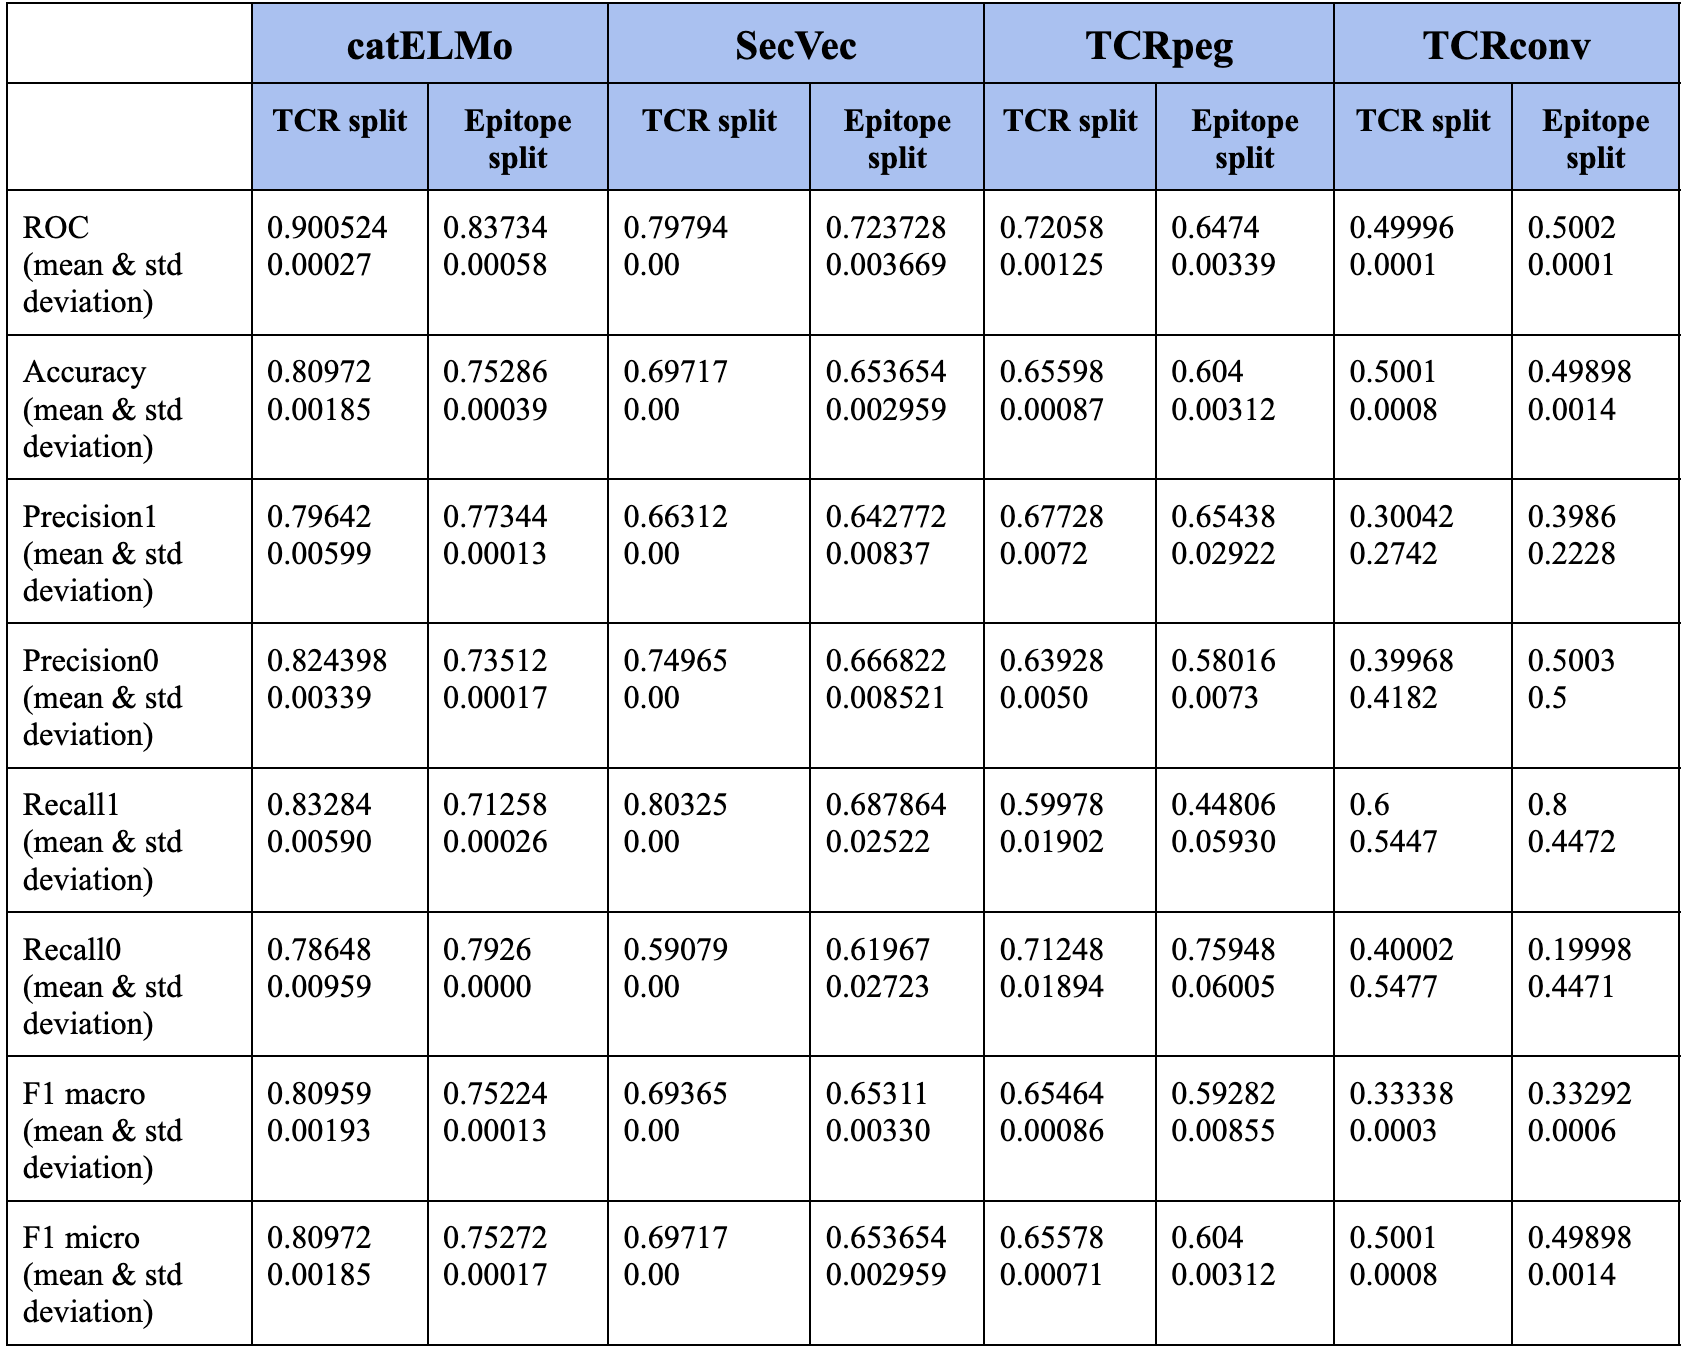 catELMo SecVec TCRpeg TCRconv
TCR split Epitope split TCR split Epitope split TCR split Epitope split TCR split Epitope split
ROC 0.900524 0.83734 0.79794 0.723728 0.72058 0.6474 0.49996 0.5002
(mean & std 0.00027 0.00058 0.00 0.003669 0.00125 0.00339 0.0001 0.0001
deviation)
Accuracy 0.80972 0.75286 0.69717 0.653654 0.65598 0.604 0.5001 0.49898
(mean & std 0.00185 0.00039 0.00 0.002959 0.00087 0.00312 0.0008 0.0014
deviation)
Precision1 0.79642 0.77344 0.66312 0.642772 0.67728 0.65438 0.30042 0.3986
(mean & std 0.00599 0.00013 0.00 0.00837 0.0072 0.02922 0.2742 0.2228
deviation)
Precision0 0.824398 0.73512 0.74965 0.666822 0.63928 0.58016 0.39968 0.5003
(mean & std 0.00339 0.00017 0.00 0.008521 0.0050 0.0073 0.4182 0.5
deviation)
Recall1 0.83284 0.71258 0.80325 0.687864 0.59978 0.44806 0.6 0.8
(mean & std 0.00590 0.00026 0.00 0.02522 0.01902 0.05930 0.5447 0.4472
deviation)
Recall0 0.78648 0.7926 0.59079 0.61967 0.71248 0.75948 0.40002 0.19998
(mean & std 0.00959 0.0000 0.00 0.02723 0.01894 0.06005 0.5477 0.4471
deviation)
F1 macro 0.80959 0.75224 0.69365 0.65311 0.65464 0.59282 0.33338 0.33292
(mean & std 0.00193 0.00013 0.00 0.00330 0.00086 0.00855 0.0003 0.0006
deviation)
F1 micro 0.80972 0.75272 0.69717 0.653654 0.65578 0.604 0.5001 0.49898
(mean & std 0.00185 0.00017 0.00 0.002959 0.00071 0.00312 0.0008 0.0014
deviation)